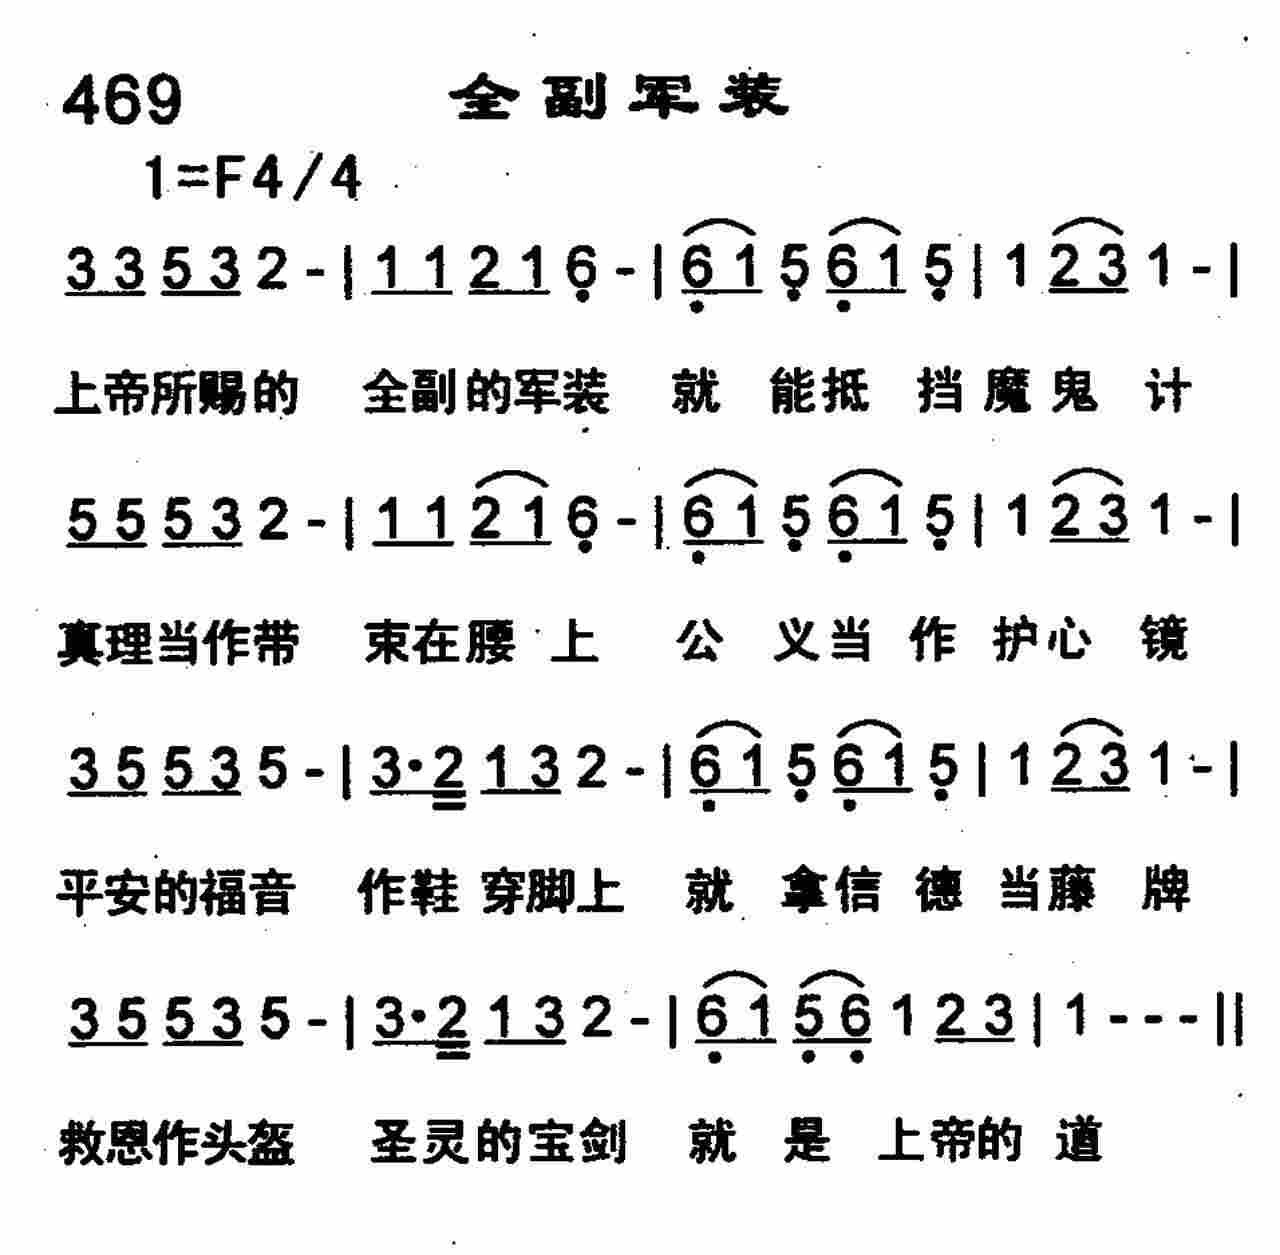 469 全副军装
1=F4/4
3 3 5 3 2 - | 1 1 2 1 6̣ - | 6̣ 1 5̣ 6̣ 1 5̣ | 1 2 3 1 - |
上帝所赐的 全副的军装 就 能抵 挡魔鬼 计
5 5 5 3 2 - | 1 1 2 1 6̣ - | 6̣ 1 5̣ 6̣ 1 5̣ | 1 2 3 1 - |
真理当作带 束在腰 上 公 义当 作 护心 镜
3 5 5 3 5 - | 3· 2 1 3 2 - | 6̣ 1 5̣ 6̣ 1 5̣ | 1 2 3 1 - |
平安的福音 作鞋 穿脚上 就 拿信 德 当藤 牌
3 5 5 3 5 - | 3· 2 1 3 2 - | 6̣ 1 5̣ 6̣ 1 2 3 | 1 - - - ||
救恩作头盔 圣灵的宝剑 就 是 上帝的 道